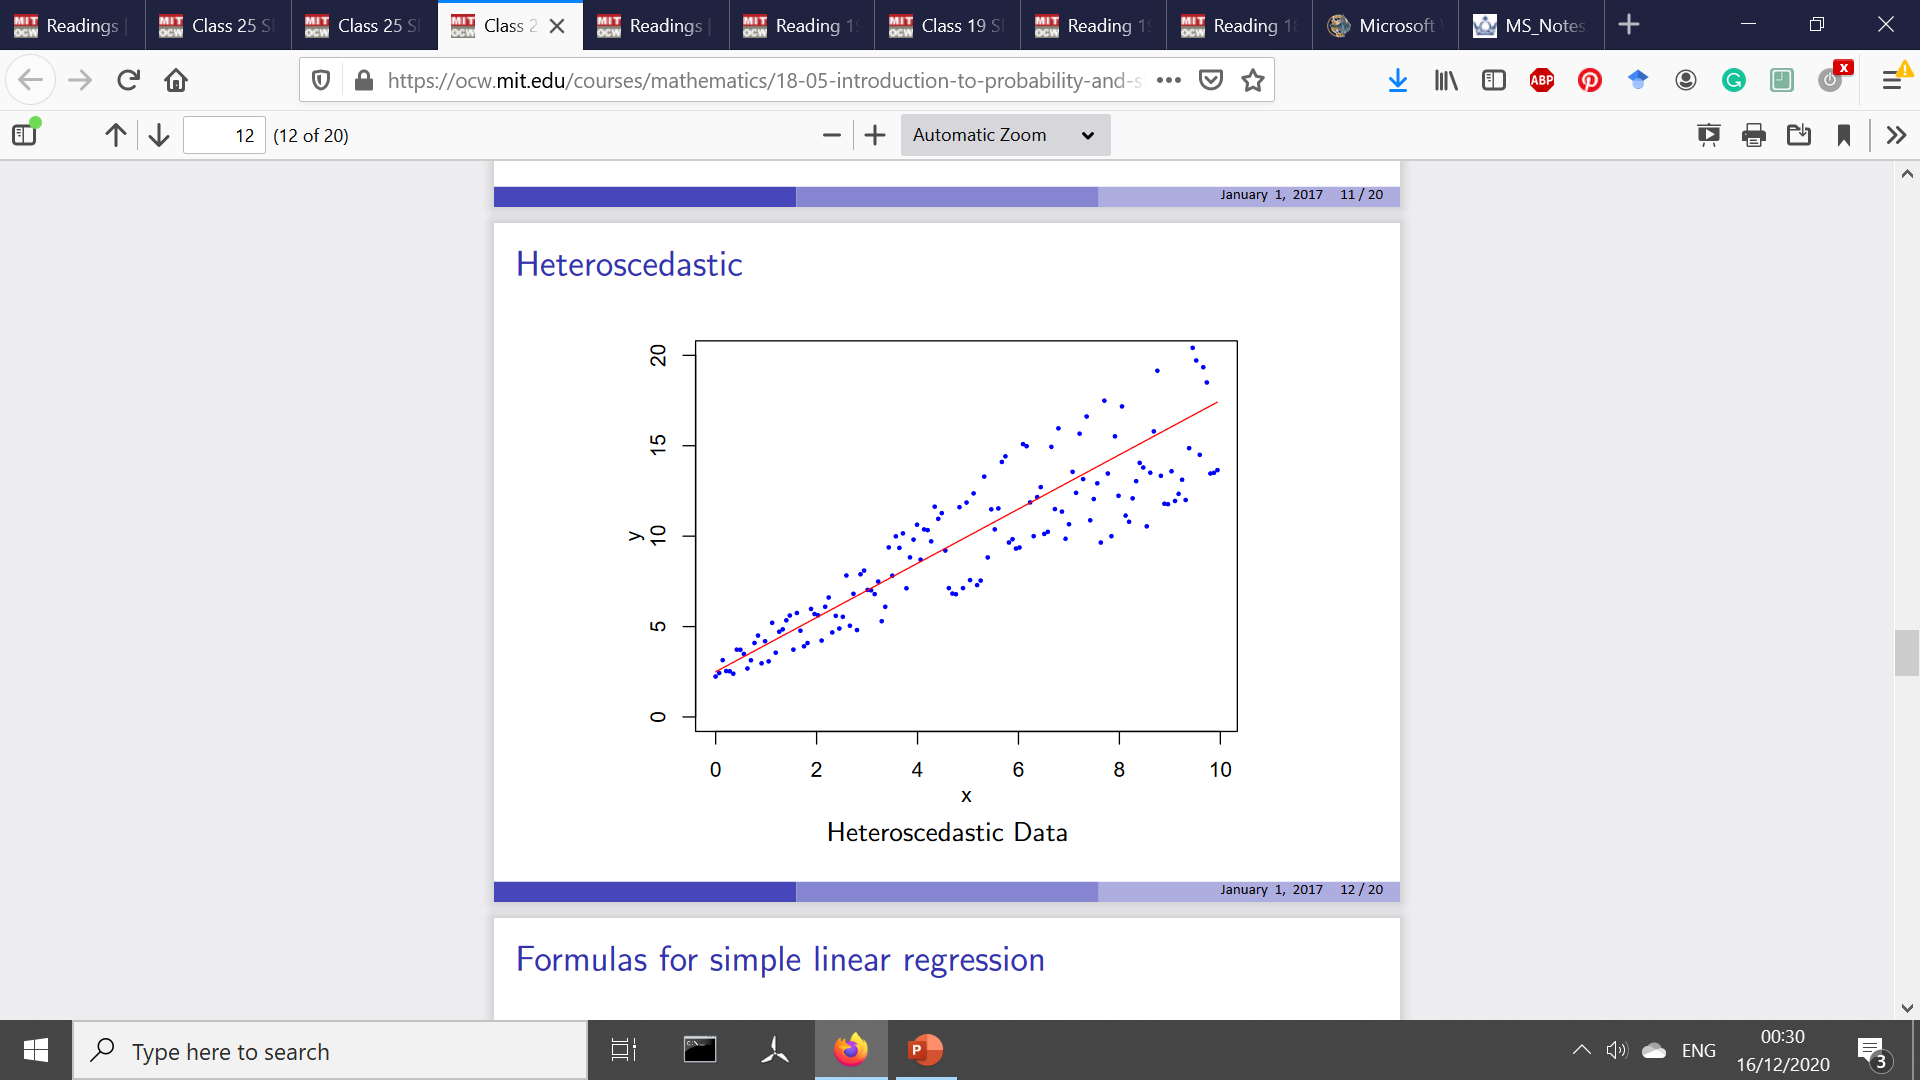 Readings
Class 25 S
Class 25 S
Class 2
Readings
Reading 1
Class 19 S
Reading 1
Reading 1
Microsoft
MS_Notes
https://ocw.mit.edu/courses/mathematics/18-05-introduction-to-probability-and-s
ABP
12 (12 of 20)
Automatic Zoom
January 1, 2017 11 / 20
Heteroscedastic
20
15
10
5
0
y
0 2 4 6 8 10
x
Heteroscedastic Data
January 1, 2017 12 / 20
Formulas for simple linear regression
Type here to search
ENG
00:30
16/12/2020
3